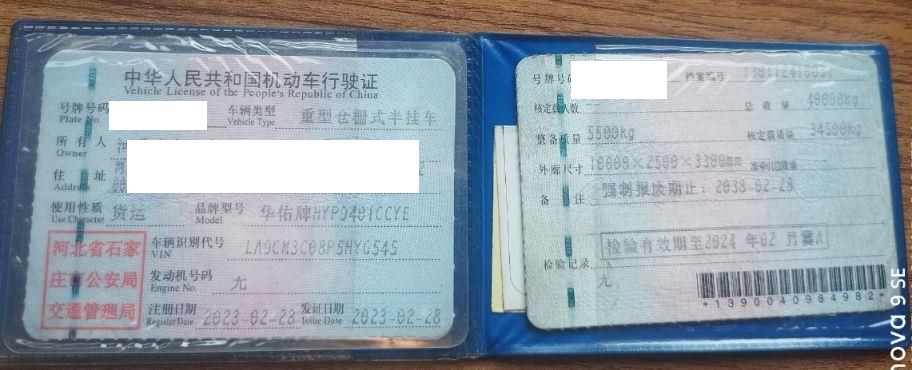 中华人民共和国机动车行驶证
Vehicle License of the People's Republic of China
号牌号码
Plate No.
车辆类型 重型仓栅式半挂车
Vehicle Type
所有人
Owner
住址
Address
使用性质 货运
Use Character
品牌型号 华佑牌HYP9401CCYE
Model
河北省石家
庄市公安局
交通管理局
车辆识别代号 LA9CM3C08P5HYG545
VIN
发动机号码 无
Engine No.
注册日期 2023-02-28
Register Date
发证日期 2023-02-28
Issue Date
号牌号码
档案编号
核定载人数 --
总质量 40000kg
整备质量 5500kg
核定载质量 34500kg
外廓尺寸 10000×2500×3300mm
准牵引总质量 --
备注 强制报废期止：2038-02-28
检验记录 检验有效期至2024年02月冀A
无
*1390040984982*
nova 9 SE